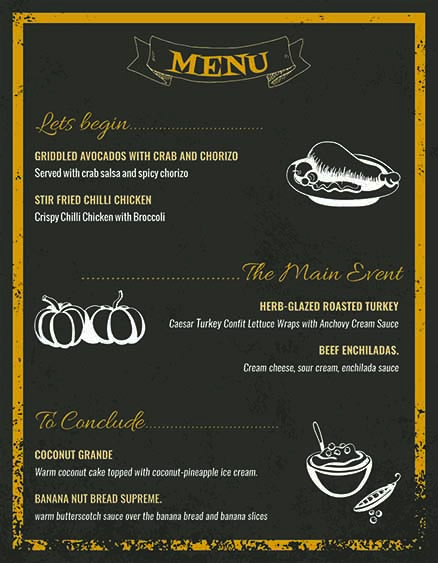 MENU
Lets begin..............................
GRIDDLED AVOCADOS WITH CRAB AND CHORIZO
Served with crab salsa and spicy chorizo
STIR FRIED CHILLI CHICKEN
Crispy Chilli Chicken with Broccoli
....................................The Main Event
HERB-GLAZED ROASTED TURKEY
Caesar Turkey Confit Lettuce Wraps with Anchovy Cream Sauce
BEEF ENCHILADAS.
Cream cheese, sour cream, enchilada sauce
To Conclude....................................
COCONUT GRANDE
Warm coconut cake topped with coconut-pineapple ice cream.
BANANA NUT BREAD SUPREME.
warm butterscotch sauce over the banana bread and banana slices